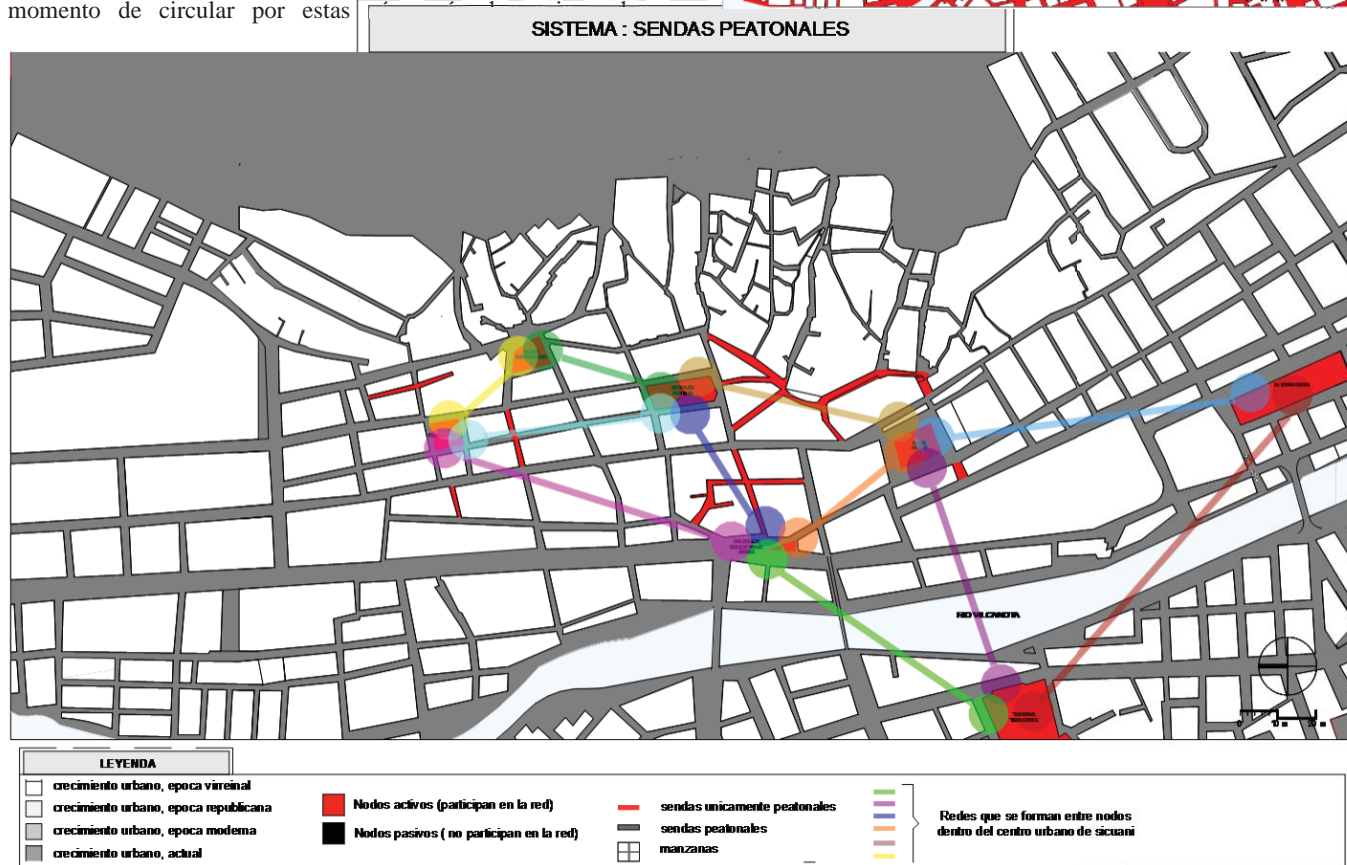 momento de circular por estas
SISTEMA : SENDAS PEATONALES
RIO VILCANOTA
LEYENDA
crecimiento urbano, epoca virreinal
crecimiento urbano, epoca republicana
crecimiento urbano, epoca moderna
crecimiento urbano, actual
Nodos activos (participan en la red)
Nodos pasivos ( no participan en la red)
sendas unicamente peatonales
sendas peatonales
manzanas
Redes que se forman entre nodos
dentro del centro urbano de sicuani